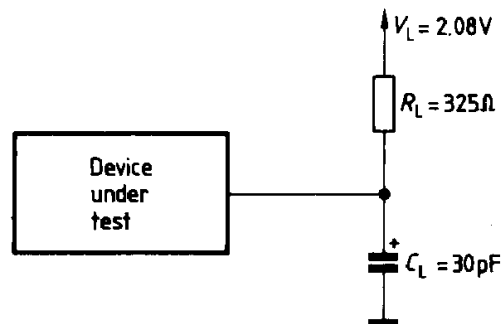 V_L = 2.08V
R_L = 325Ω
Device
under
test
+
C_L = 30pF